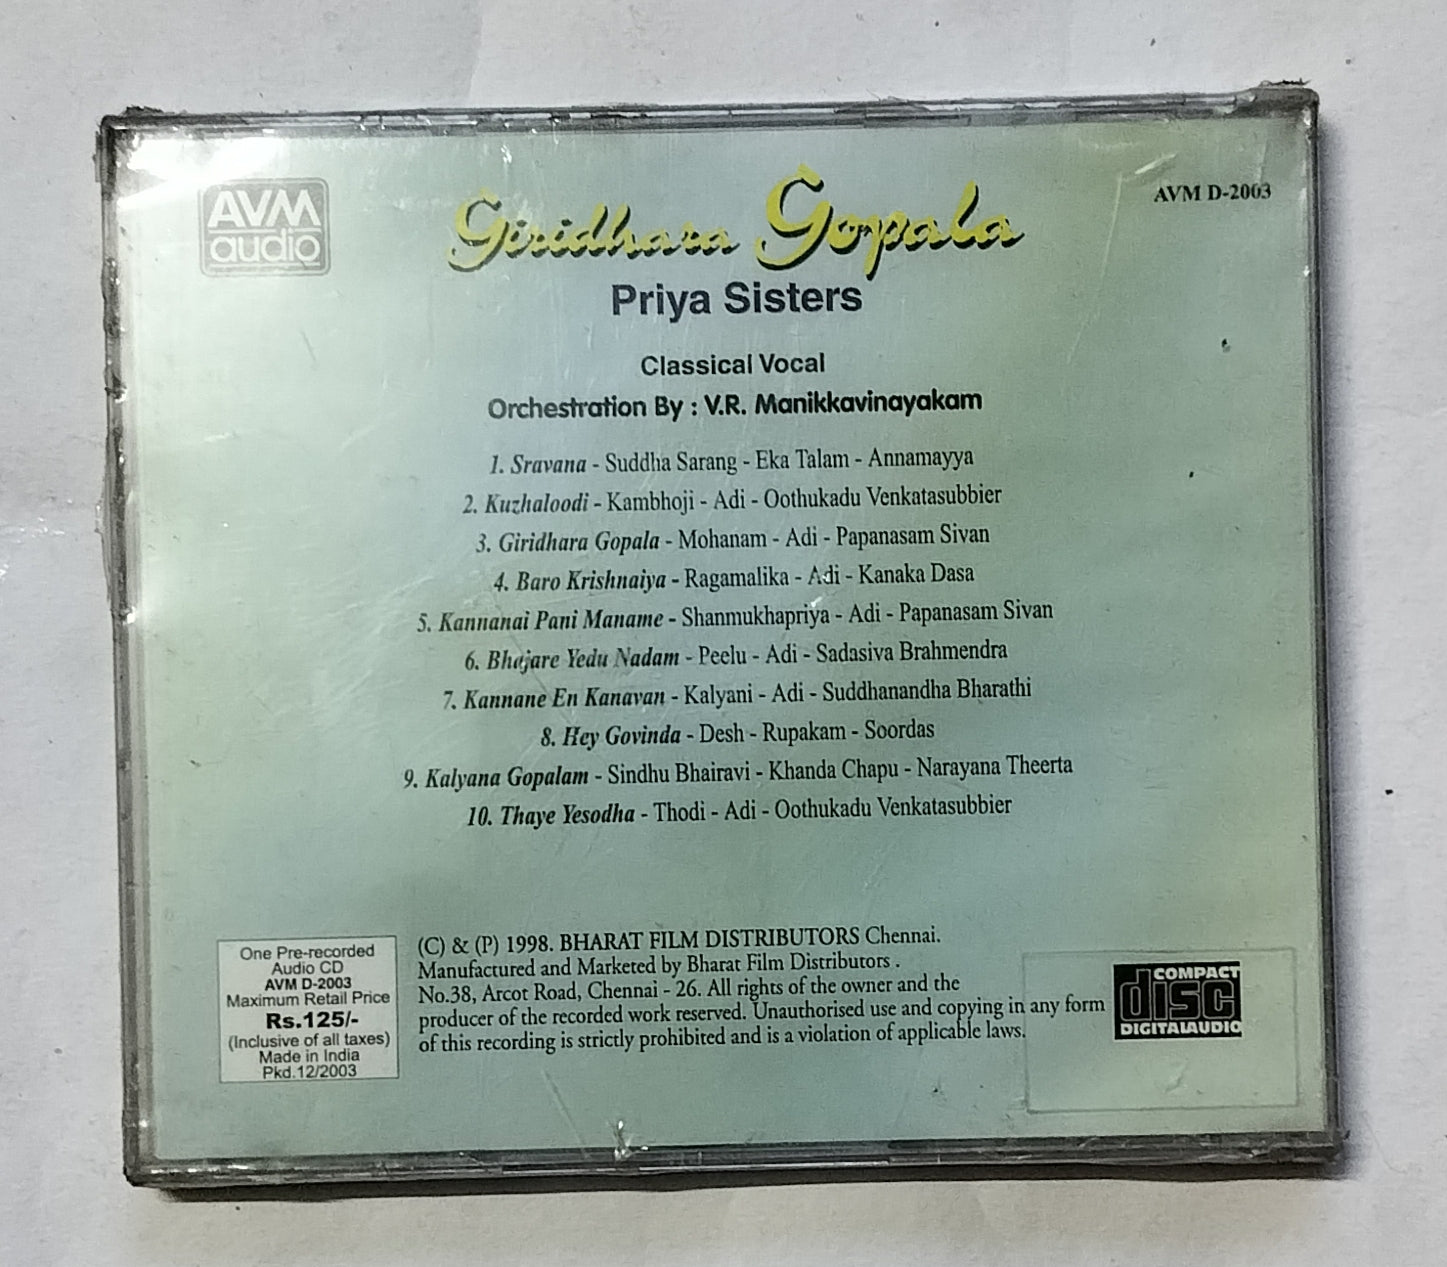 AVM
audio
Giridhara Gopala
AVM D-2003
Priya Sisters
Classical Vocal
Orchestration By : V.R. Manikkavinayakam
1. Sravana - Suddha Sarang - Eka Talam - Annamayya
2. Kuzhaloodi - Kambhoji - Adi - Oothukadu Venkatasubbier
3. Giridhara Gopala - Mohanam - Adi - Papanasam Sivan
4. Baro Krishnaiya - Ragamalika - Adi - Kanaka Dasa
5. Kannanai Pani Maname - Shanmukhapriya - Adi - Papanasam Sivan
6. Bhajare Yedu Nadam - Peelu - Adi - Sadasiva Brahmendra
7. Kannane En Kanavan - Kalyani - Adi - Suddhanandha Bharathi
8. Hey Govinda - Desh - Rupakam - Soordas
9. Kalyana Gopalam - Sindhu Bhairavi - Khanda Chapu - Narayana Theerta
10. Thaye Yesodha - Thodi - Adi - Oothukadu Venkatasubbier
One Pre-recorded
Audio CD
AVM D-2003
Maximum Retail Price
Rs.125/-
(Inclusive of all taxes)
Made in India
Pkd.12/2003
(C) & (P) 1998. BHARAT FILM DISTRIBUTORS Chennai.
Manufactured and Marketed by Bharat Film Distributors .
No.38, Arcot Road, Chennai - 26. All rights of the owner and the
producer of the recorded work reserved. Unauthorised use and copying in any form
of this recording is strictly prohibited and is a violation of applicable laws.
COMPACT
disc
DIGITAL AUDIO